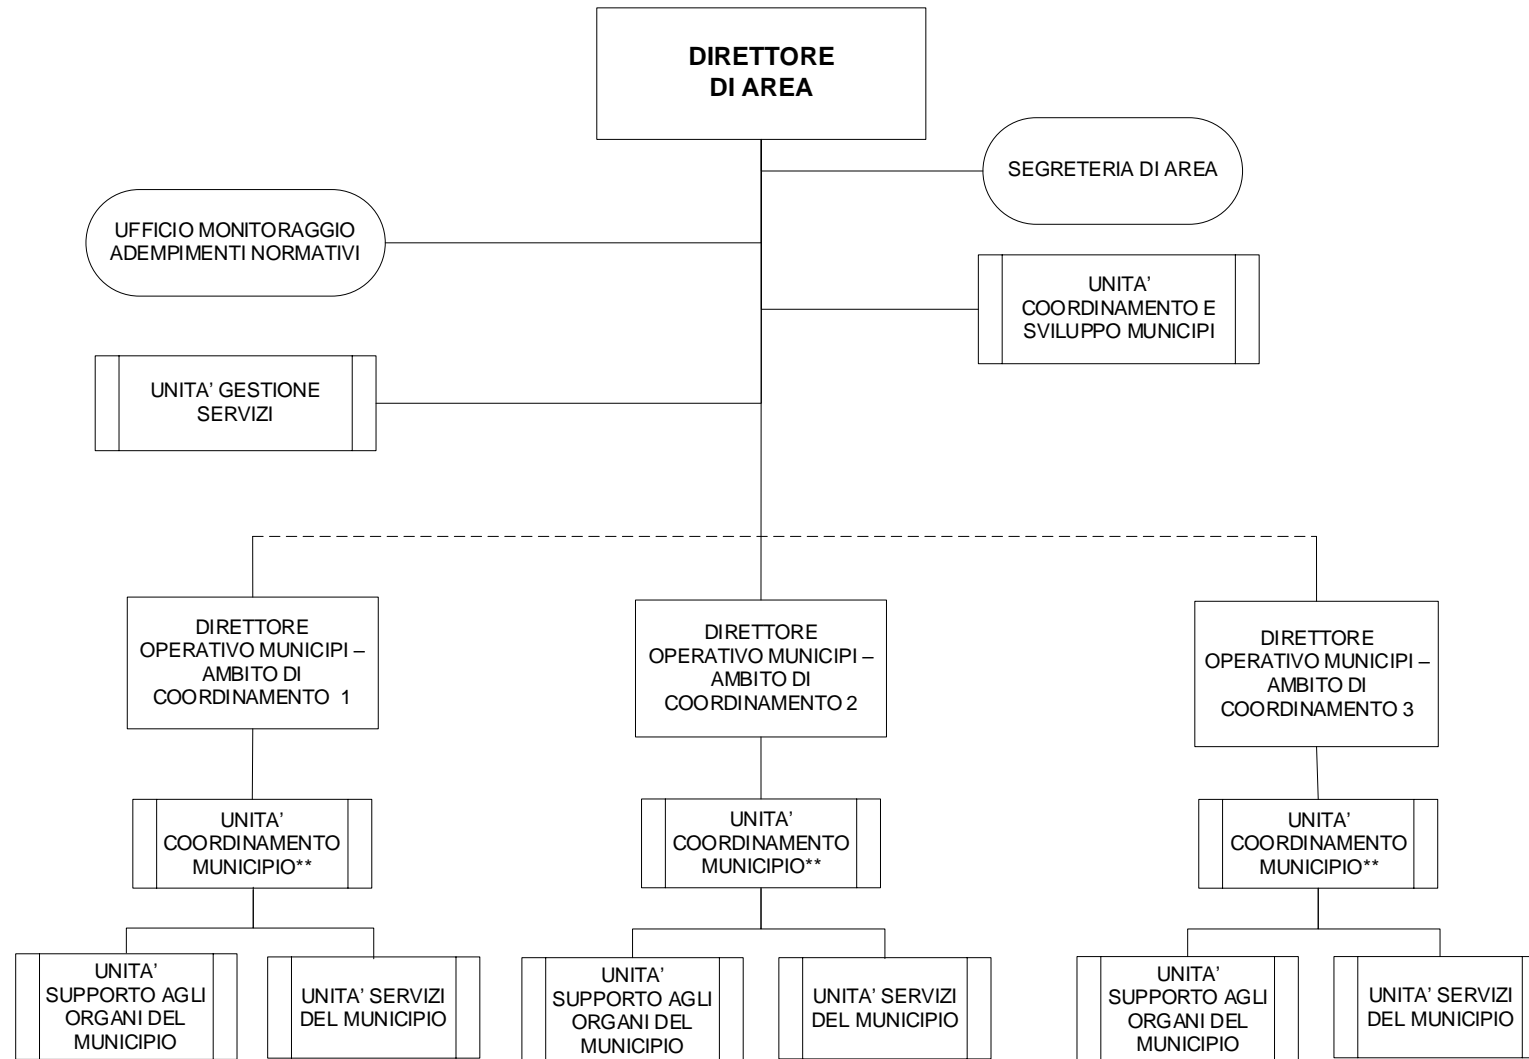 DIRETTORE
DI AREA
SEGRETERIA DI AREA
UFFICIO MONITORAGGIO
ADEMPIMENTI NORMATIVI
UNITA’
COORDINAMENTO E
SVILUPPO MUNICIPI
UNITA’ GESTIONE
SERVIZI
DIRETTORE
OPERATIVO MUNICIPI –
AMBITO DI
COORDINAMENTO 1
DIRETTORE
OPERATIVO MUNICIPI –
AMBITO DI
COORDINAMENTO 2
DIRETTORE
OPERATIVO MUNICIPI –
AMBITO DI
COORDINAMENTO 3
UNITA’
COORDINAMENTO
MUNICIPIO**
UNITA’
COORDINAMENTO
MUNICIPIO**
UNITA’
COORDINAMENTO
MUNICIPIO**
UNITA’
SUPPORTO AGLI
ORGANI DEL
MUNICIPIO
UNITA’ SERVIZI
DEL MUNICIPIO
UNITA’
SUPPORTO AGLI
ORGANI DEL
MUNICIPIO
UNITA’ SERVIZI
DEL MUNICIPIO
UNITA’
SUPPORTO AGLI
ORGANI DEL
MUNICIPIO
UNITA’ SERVIZI
DEL MUNICIPIO